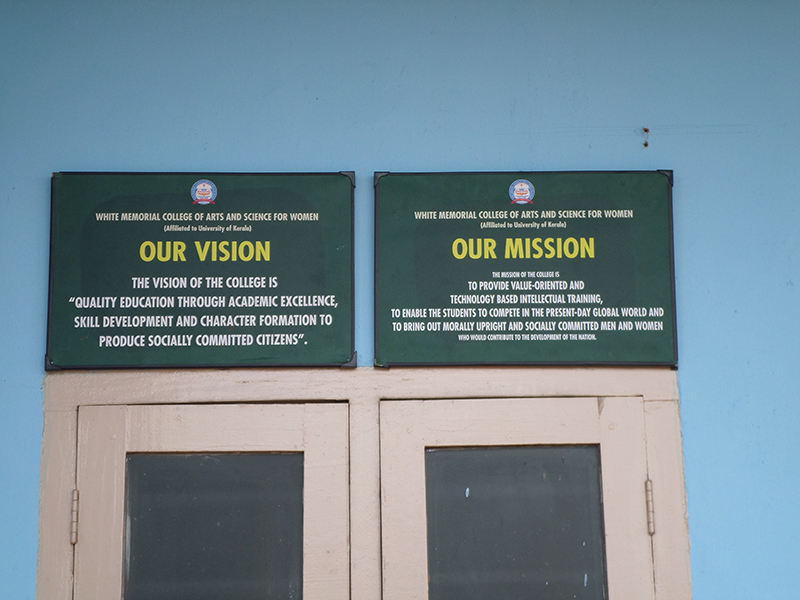 WHITE MEMORIAL COLLEGE OF ARTS AND SCIENCE FOR WOMEN
(Affiliated to University of Kerala)
OUR VISION
THE VISION OF THE COLLEGE IS
"QUALITY EDUCATION THROUGH ACADEMIC EXCELLENCE,
SKILL DEVELOPMENT AND CHARACTER FORMATION TO
PRODUCE SOCIALLY COMMITTED CITIZENS".
WHITE MEMORIAL COLLEGE OF ARTS AND SCIENCE FOR WOMEN
(Affiliated to University of Kerala)
OUR MISSION
THE MISSION OF THE COLLEGE IS
TO PROVIDE VALUE-ORIENTED AND
TECHNOLOGY BASED INTELLECTUAL TRAINING,
TO ENABLE THE STUDENTS TO COMPETE IN THE PRESENT-DAY GLOBAL WORLD AND
TO BRING OUT MORALLY UPRIGHT AND SOCIALLY COMMITTED MEN AND WOMEN
WHO WOULD CONTRIBUTE TO THE DEVELOPMENT OF THE NATION.